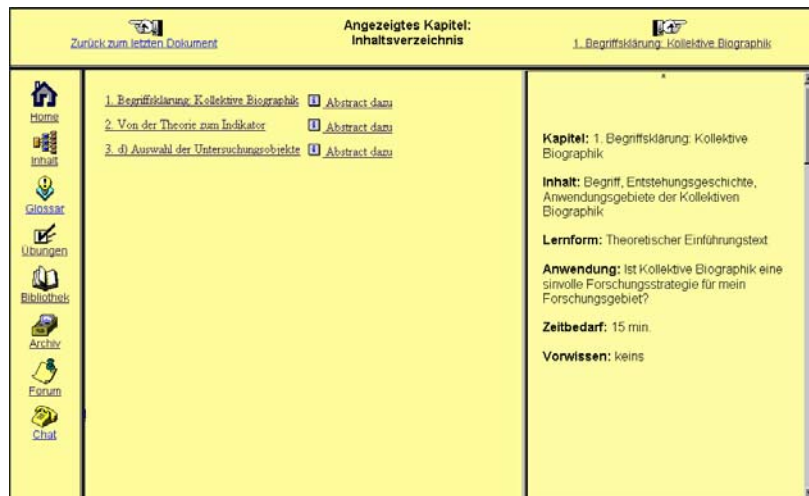 Zurück zum letzten Dokument
Angezeigtes Kapitel:
Inhaltsverzeichnis
1. Begriffsklärung: Kollektive Biographik
Home
Inhalt
Glossar
Übungen
Bibliothek
Archiv
Forum
Chat
1. Begriffsklärung: Kollektive Biographik Abstract dazu
2. Von der Theorie zum Indikator Abstract dazu
3. d) Auswahl der Untersuchungsobjekte Abstract dazu
Kapitel: 1. Begriffsklärung: Kollektive
Biographik
Inhalt: Begriff, Entstehungsgeschichte,
Anwendungsgebiete der Kollektiven
Biographik
Lernform: Theoretischer Einführungstext
Anwendung: Ist Kollektive Biographik eine
sinvolle Forschungsstrategie für mein
Forschungsgebiet?
Zeitbedarf: 15 min.
Vorwissen: keins